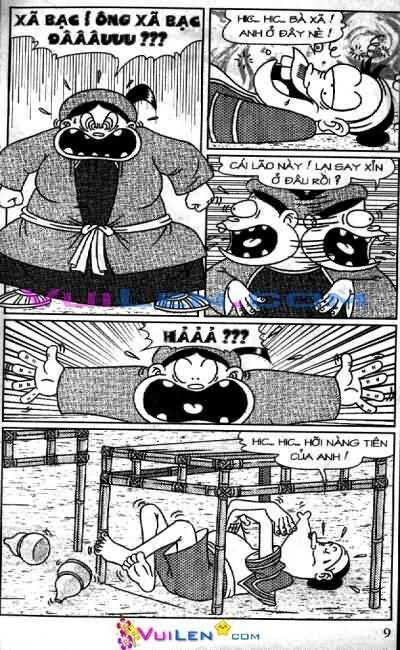 XÃ BẠC! ÔNG XÃ BẠC
ĐÂÂÂUUU ???
HIC... HIC... BÀ XÃ!
ANH Ở ĐÂY NÈ!
CÁI LÃO NÀY! LẠI SAY XỈN
Ở ĐÂU RỒI?
VUILEN.COM
HẢẢẢ ???
HIC... HIC... HỠI NÀNG TIÊN
CỦA ANH!
9
VUILEN.COM